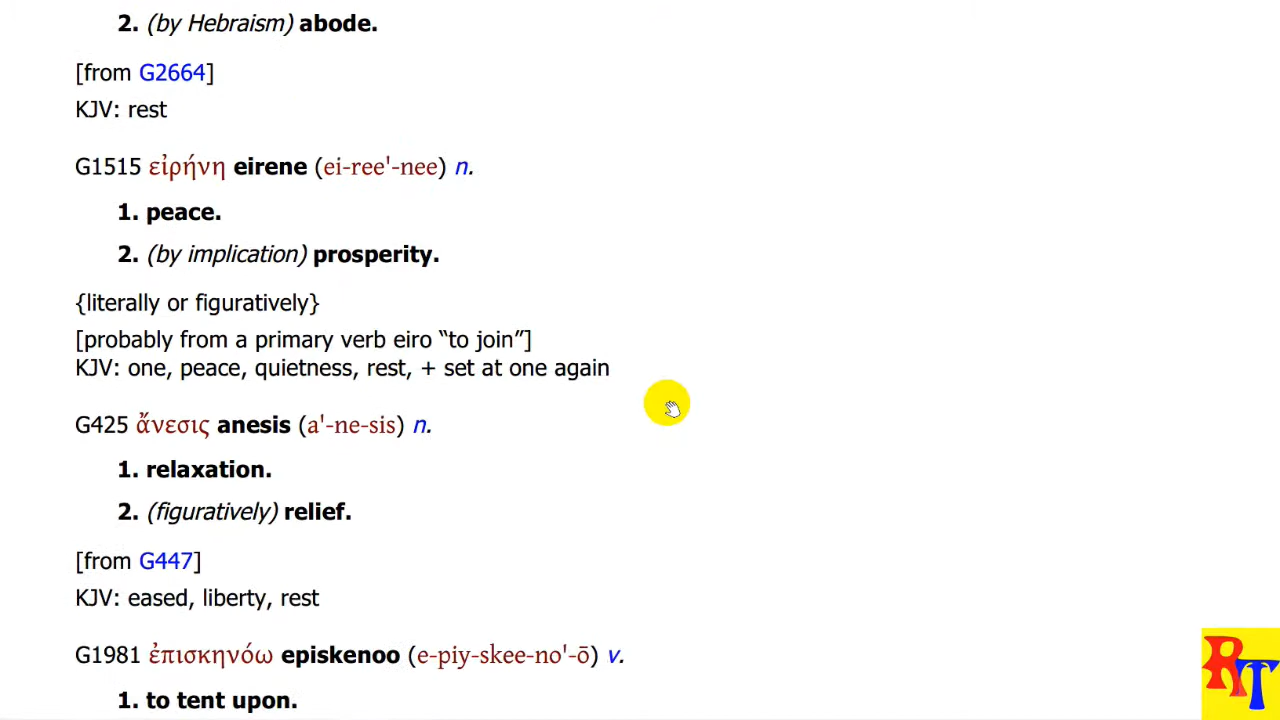 2. (by Hebraism) abode.
[from G2664]
KJV: rest
G1515 εἰρήνη eirene (ei-ree'-nee) n.
1. peace.
2. (by implication) prosperity.
{literally or figuratively}
[probably from a primary verb eiro “to join”]
KJV: one, peace, quietness, rest, + set at one again
G425 ἄνεσις anesis (a'-ne-sis) n.
1. relaxation.
2. (figuratively) relief.
[from G447]
KJV: eased, liberty, rest
G1981 ἐπισκηνόω episkenoo (e-piy-skee-no'-ō) v.
1. to tent upon.
RT